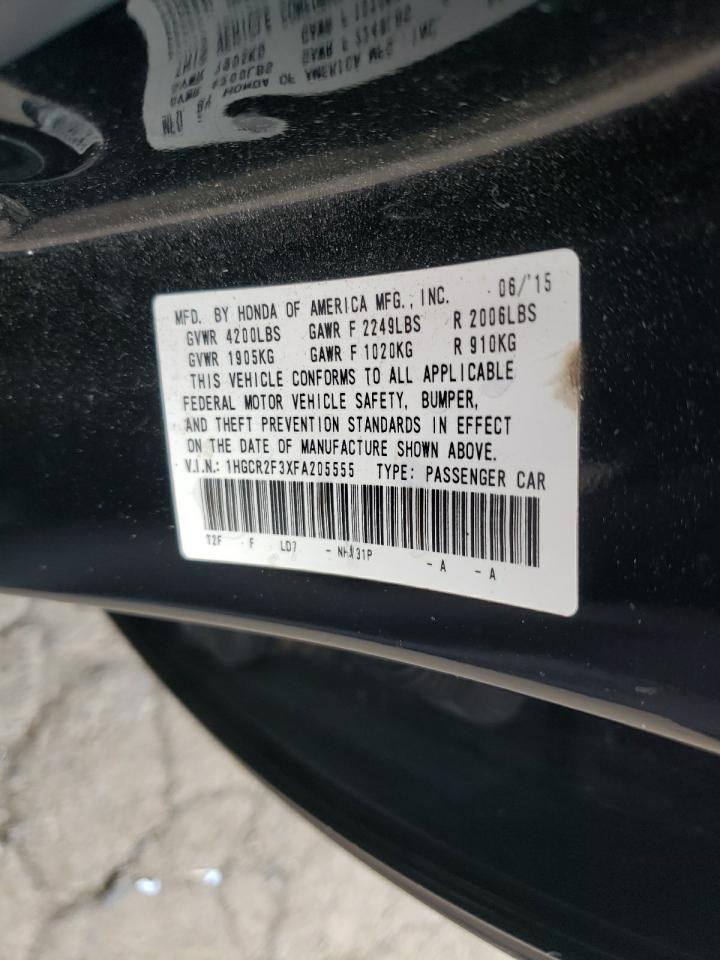 MFD. BY HONDA OF AMERICA MFG., INC. 06/'15
GVWR 4200LBS GAWR F 2249LBS R 2006LBS
GVWR 1905KG GAWR F 1020KG R 910KG
THIS VEHICLE CONFORMS TO ALL APPLICABLE
FEDERAL MOTOR VEHICLE SAFETY, BUMPER,
AND THEFT PREVENTION STANDARDS IN EFFECT
ON THE DATE OF MANUFACTURE SHOWN ABOVE.
V.I.N.: 1HGCR2F3XFA205555 TYPE: PASSENGER CAR
T2F - F LD7 - - A - A